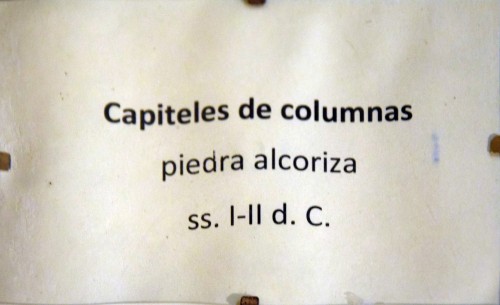 Capiteles de columnas
piedra alcoriza
ss. I-II d. C.